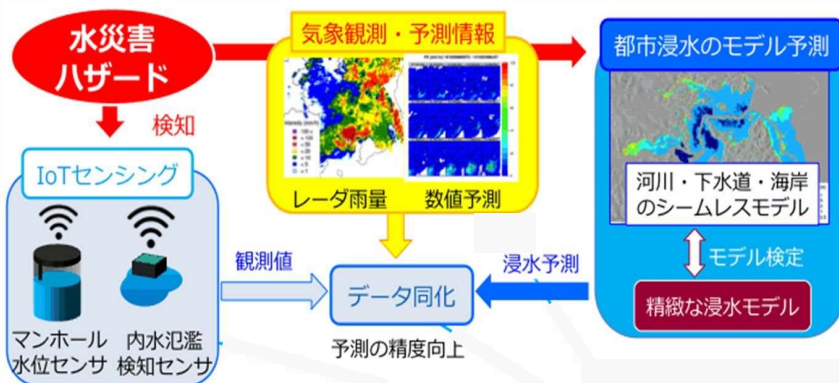 水災害
ハザード
検知
IoTセンシング
マンホール
水位センサ
内水氾濫
検知センサ
気象観測・予測情報
レーダ雨量
数値予測
観測値
データ同化
予測の精度向上
浸水予測
都市浸水のモデル予測
河川・下水道・海岸
のシームレスモデル
モデル検定
精緻な浸水モデル